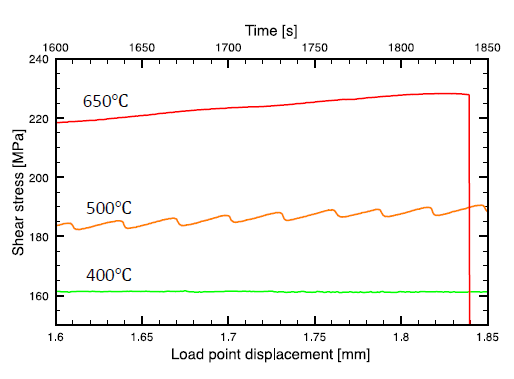 Time [s]
1600 1650 1700 1750 1800 1850
240
220
200
180
160
650°C
500°C
400°C
Shear stress [MPa]
1.6 1.65 1.7 1.75 1.8 1.85
Load point displacement [mm]